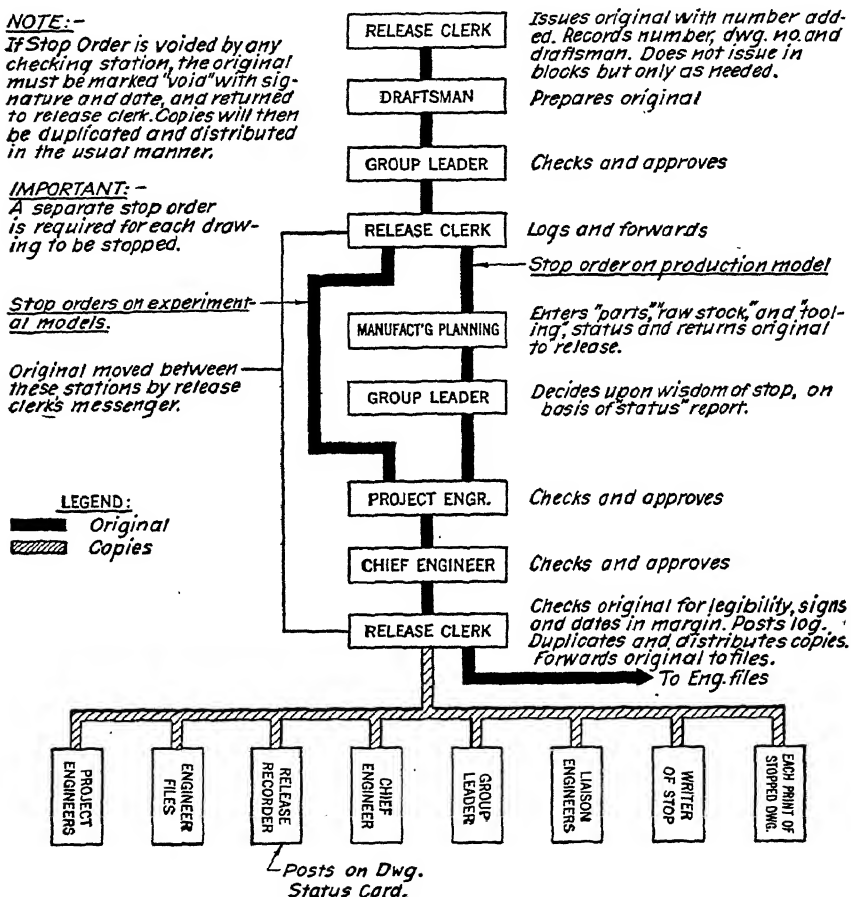 NOTE:-
If Stop Order is voided by any
checking station, the original
must be marked "void" with sig-
nature and date, and returned
to release clerk. Copies will then
be duplicated and distributed
in the usual manner.
IMPORTANT:-
A separate stop order
is required for each draw-
ing to be stopped.
RELEASE CLERK
Issues original with number add-
ed. Records number, dwg. no. and
draftsman. Does not issue in
blocks but only as needed.
DRAFTSMAN
Prepares original
GROUP LEADER
Checks and approves
RELEASE CLERK
Logs and forwards
Stop order on production model
Stop orders on experiment-
al models.
MANUFACT'G PLANNING
Enters "parts," "raw stock," and "tool-
ing", status and returns original
to release.
Original moved between
these stations by release
clerk's messenger.
GROUP LEADER
Decides upon wisdom of stop, on
basis of "status" report.
PROJECT ENGR.
Checks and approves
LEGEND:
Original
Copies
CHIEF ENGINEER
Checks and approves
RELEASE CLERK
Checks original for legibility, signs
and dates in margin. Posts log.
Duplicates and distributes copies.
Forwards original to files.
To Eng. files
PROJECT
ENGINEERS
ENGINEER
FILES
RELEASE
RECORDER
CHIEF
ENGINEER
GROUP
LEADER
LIAISON
ENGINEERS
WRITER
OF STOP
EACH PRINT OF
STOPPED DWG.
Posts on Dwg.
Status Card.